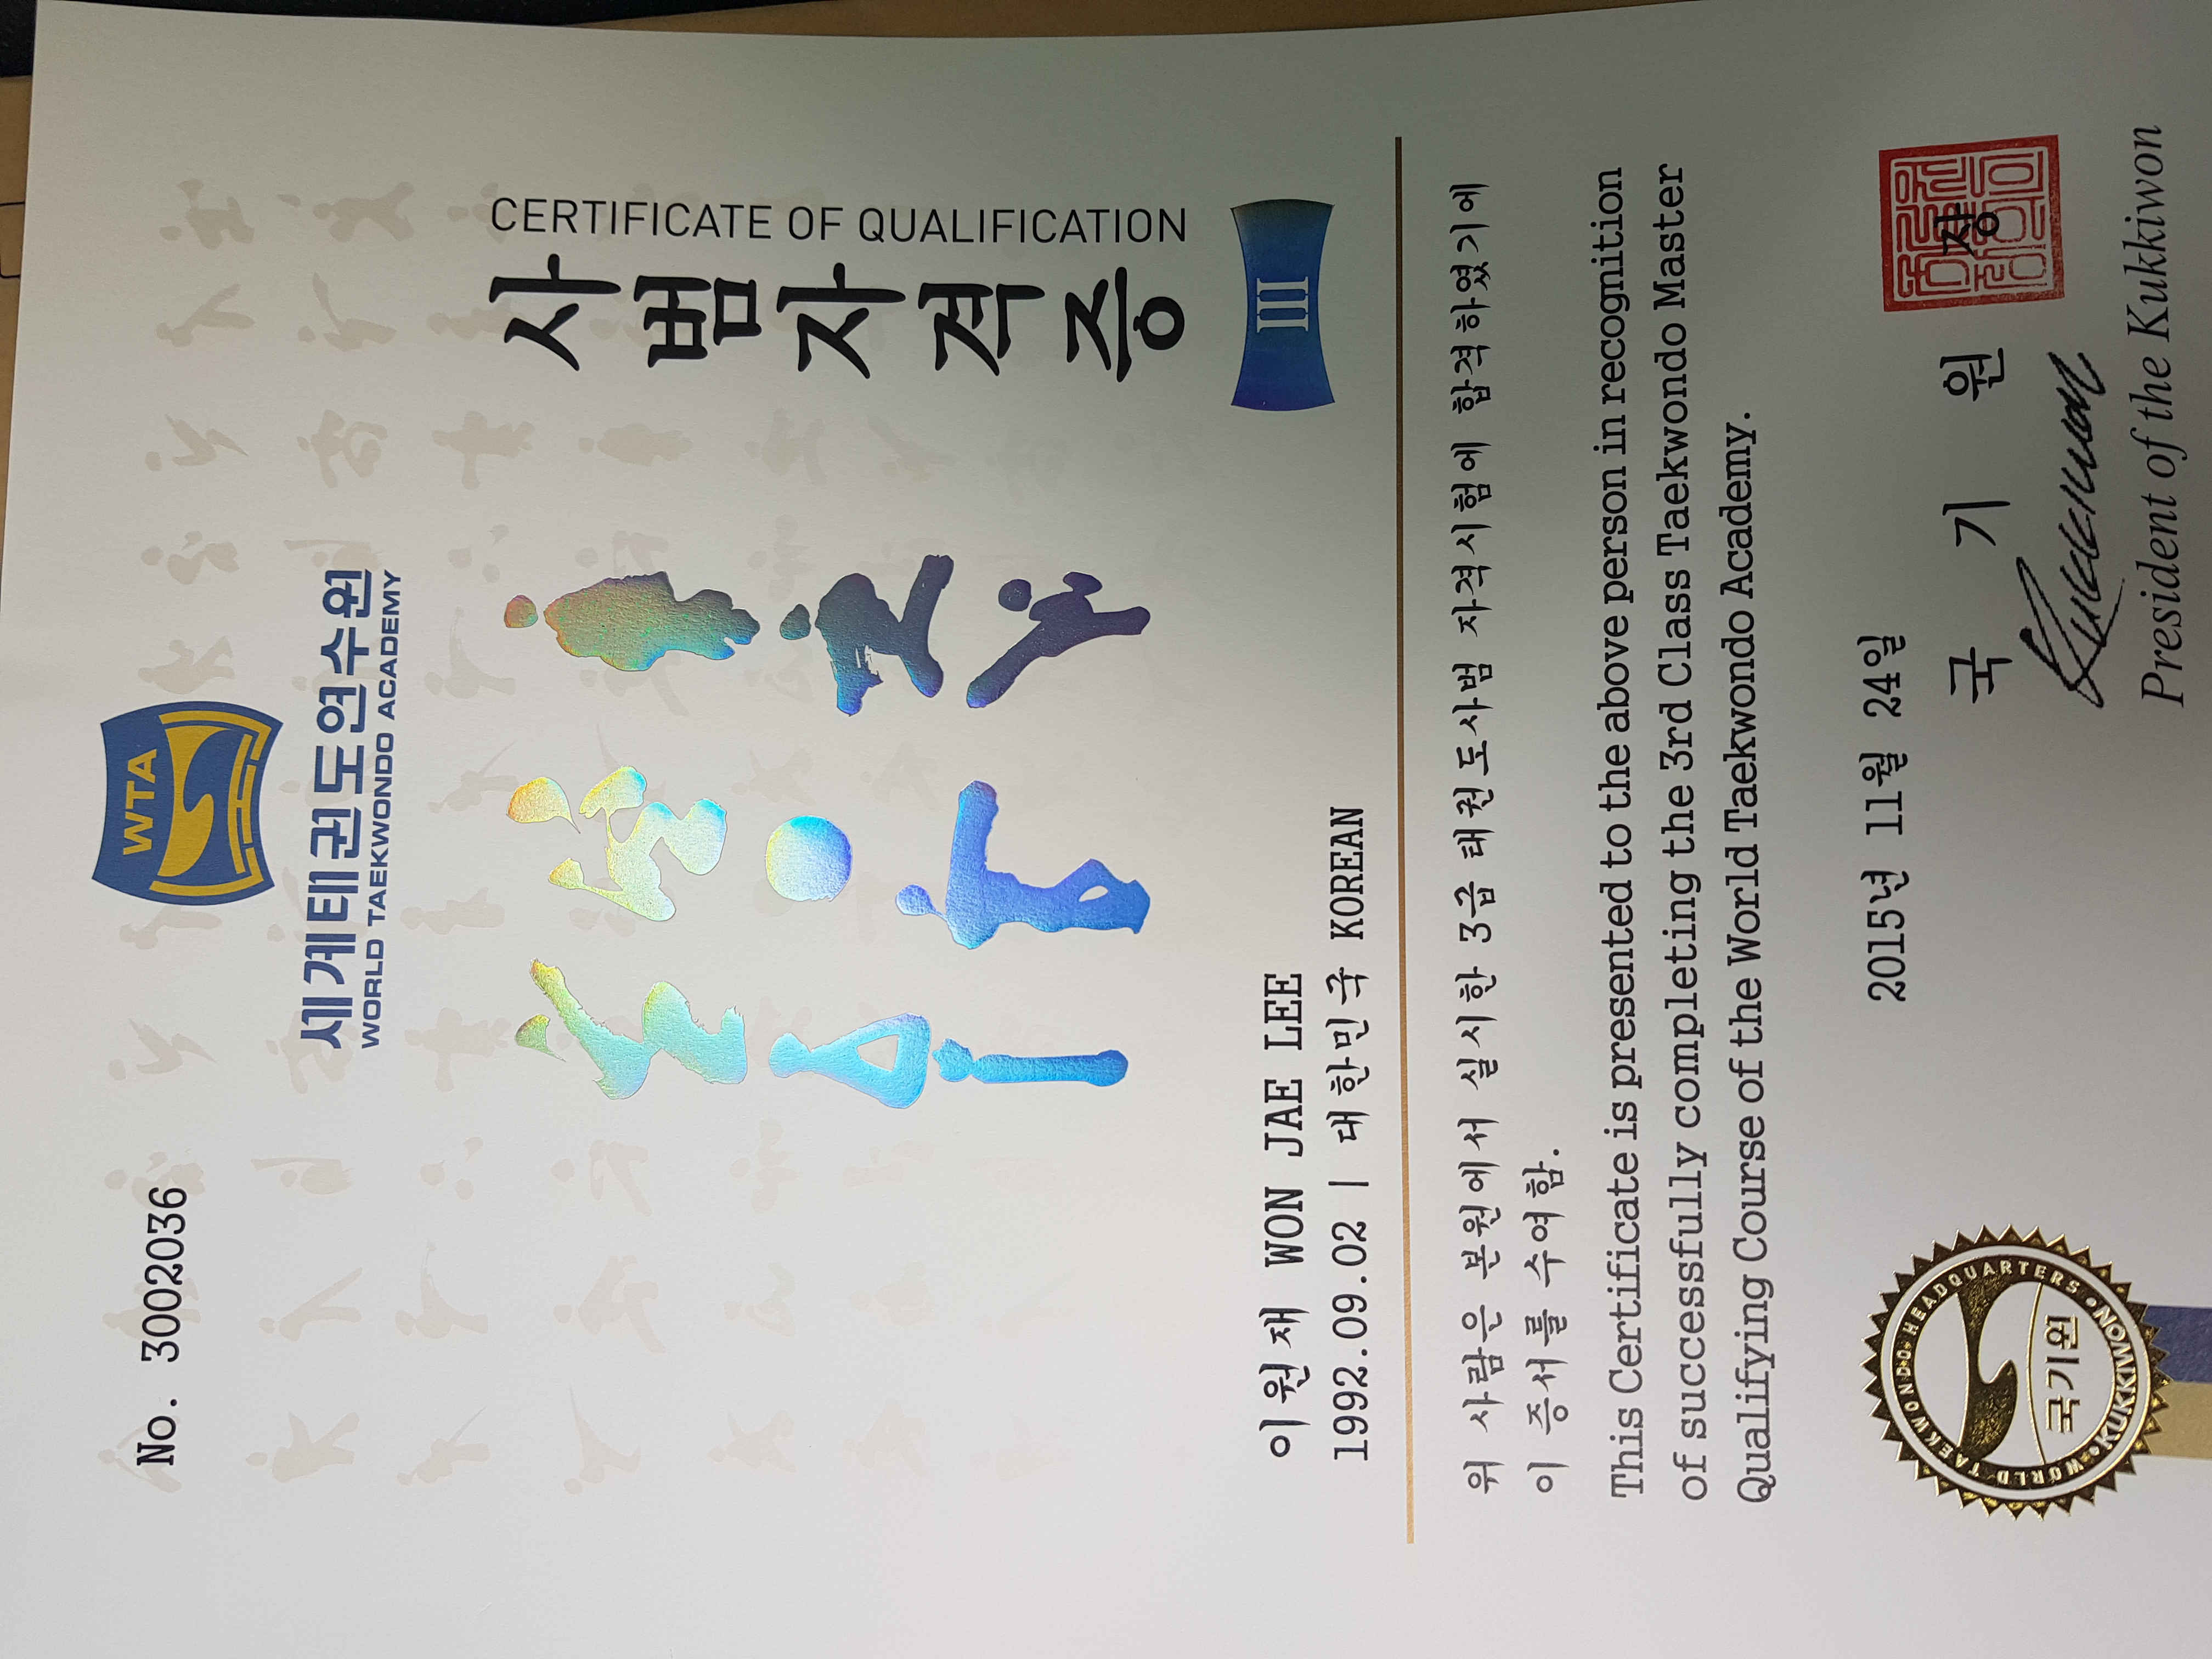 No. 3002036
WTA
세계태권도연수원
WORLD TAEKWONDO ACADEMY
CERTIFICATE OF QUALIFICATION
사범자격증
III
이원재 WON JAE LEE
1992.09.02 | 대한민국 KOREAN
위 사람은 본원에서 실시한 3급 태권도사범 자격시험에 합격하였기에
이 증서를 수여함.
This Certificate is presented to the above person in recognition
of successfully completing the 3rd Class Taekwondo Master
Qualifying Course of the World Taekwondo Academy.
2015년 11월 24일
국 기 원 장
President of the Kukkiwon
WORLD TAEKWONDO HEADQUARTERS • KUKKIWON •
국기원